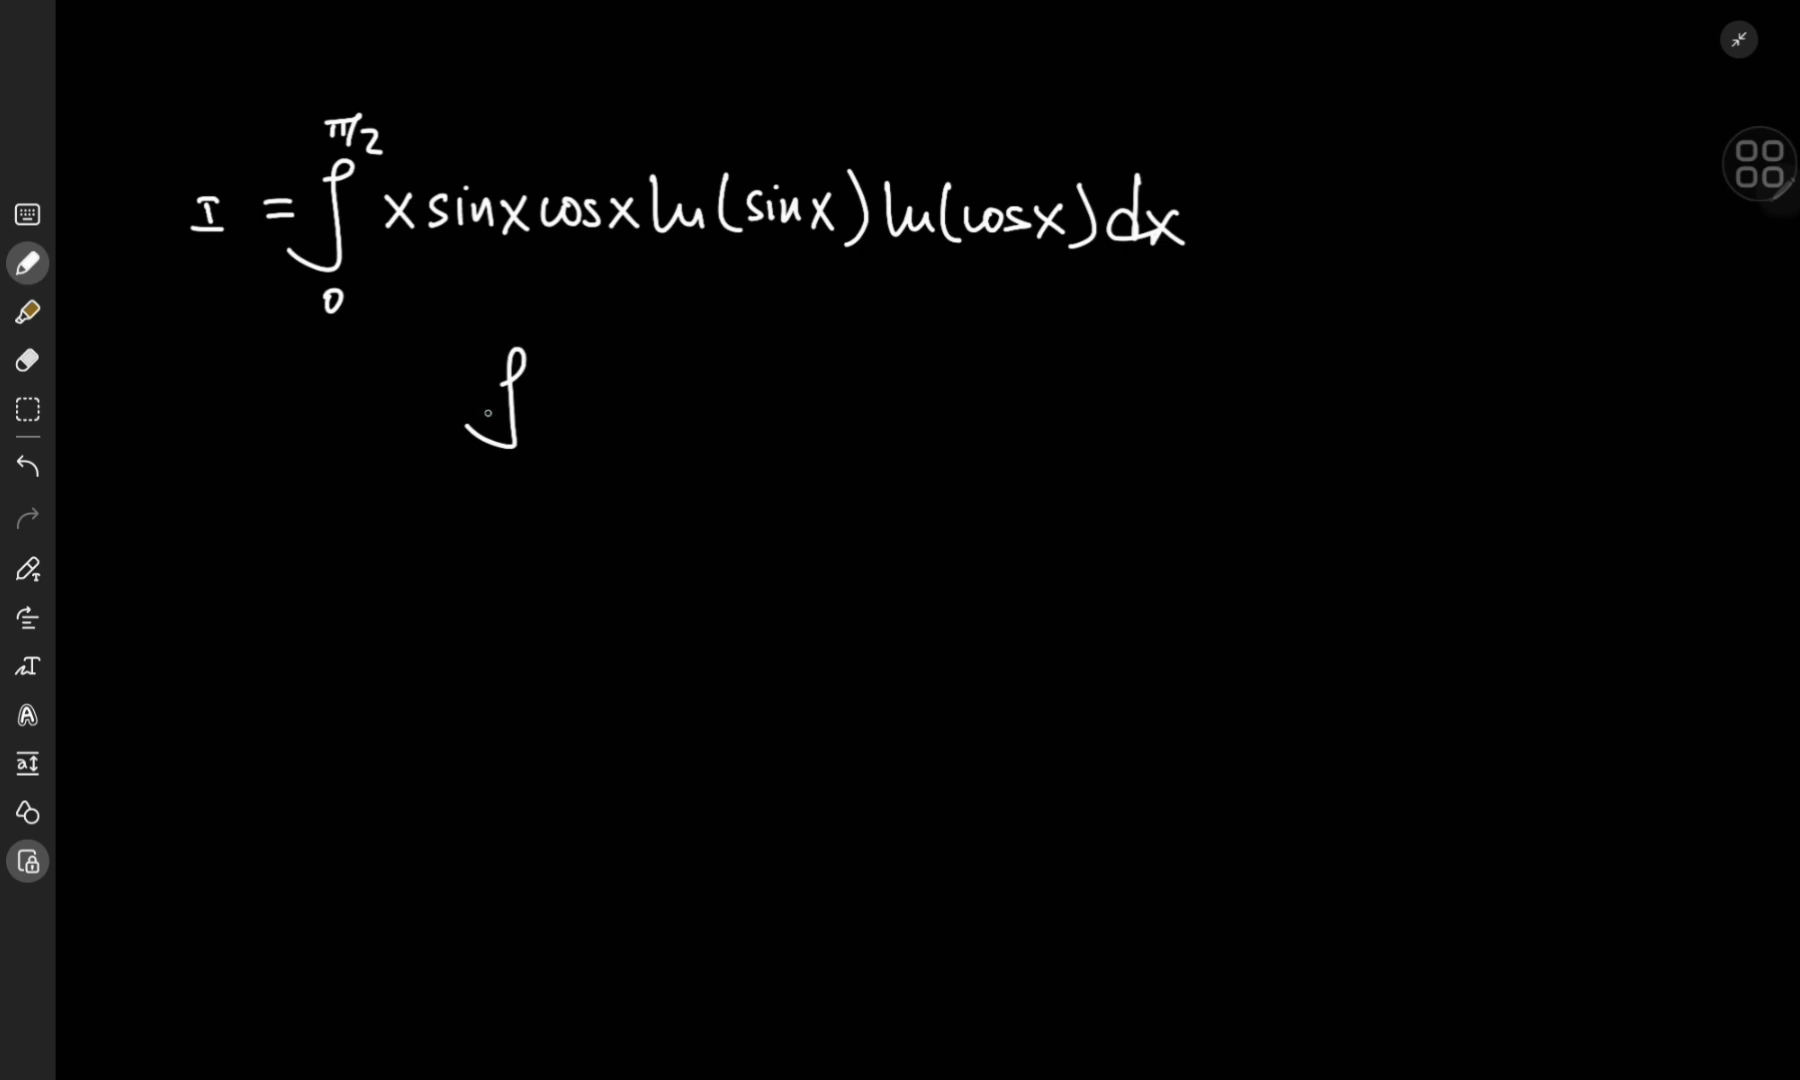 I = ∫₀^{π/2} x sinx cosx ln(sinx) ln(cosx) dx
∫